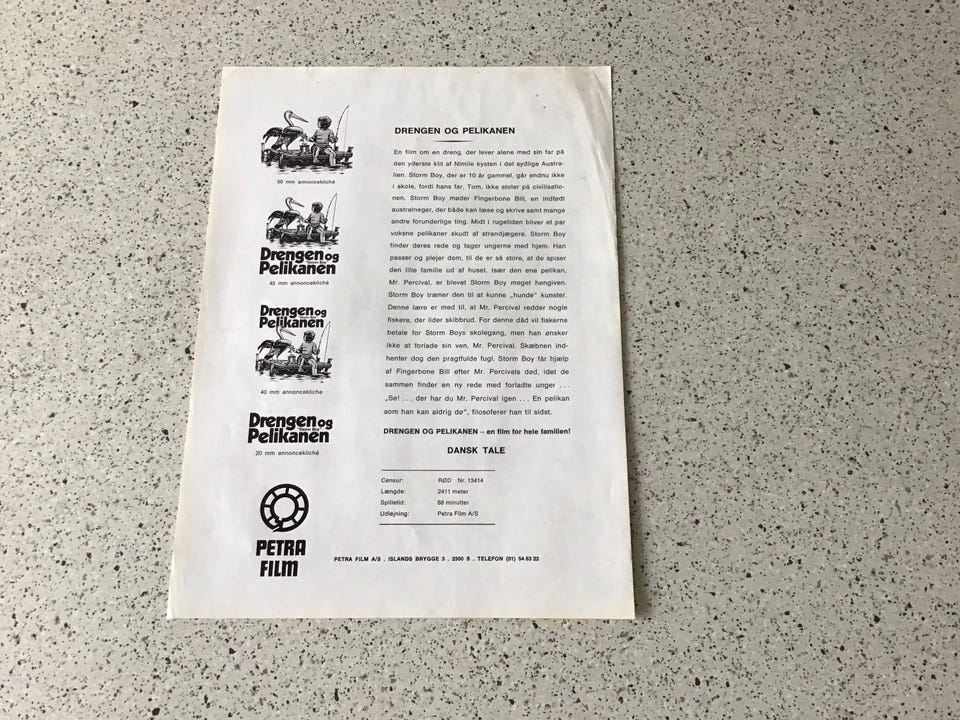 50 mm annoncekliché
Drengen og
"Storm Boy"
Pelikanen
45 mm annoncekliché
Drengen og
Pelikanen
40 mm annoncekliché
Drengen og
"Storm Boy"
Pelikanen
20 mm annoncekliché
PETRA
FILM
DRENGEN OG PELIKANEN
En film om en dreng, der lever alene med sin far på
den yderste klit af Nimile kysten i det sydlige Austra-
lien. Storm Boy, der er 10 år gammel, går endnu ikke
i skole, fordi hans far, Tom, ikke stoler på civilisatio-
nen. Storm Boy møder Fingerbone Bill, en indfødt
australneger, der både kan læse og skrive samt mange
andre forunderlige ting. Midt i rugetiden bliver et par
voksne pelikaner skudt af strandjægere. Storm Boy
finder deres rede og tager ungerne med hjem. Han
passer og plejer dem, til de er så store, at de spiser
den lille familie ud af huset. Især den ene pelikan,
Mr. Percival, er blevet Storm Boy meget hengiven.
Storm Boy træner den til at kunne „hunde" kunster.
Denne lære er med til, at Mr. Percival redder nogle
fiskere, der lider skibbrud. For denne dåd vil fiskerne
betale for Storm Boys skolegang, men han ønsker
ikke at forlade sin ven, Mr. Percival. Skæbnen ind-
henter dog den pragtfulde fugl. Storm Boy får hjælp
af Fingerbone Bill efter Mr. Percivals død, idet de
sammen finder en ny rede med forladte unger . . .
„Se! . . . der har du Mr. Percival igen . . . En pelikan
som han kan aldrig dø", filosoferer han til sidst.
DRENGEN OG PELIKANEN – en film for hele familien!
DANSK TALE
Censur: RØD Nr. 13414
Længde: 2411 meter
Spilletid: 88 minutter
Udlejning: Petra Film A/S
PETRA FILM A/S . ISLANDS BRYGGE 3 . 2300 S . TELEFON (01) 54 63 23